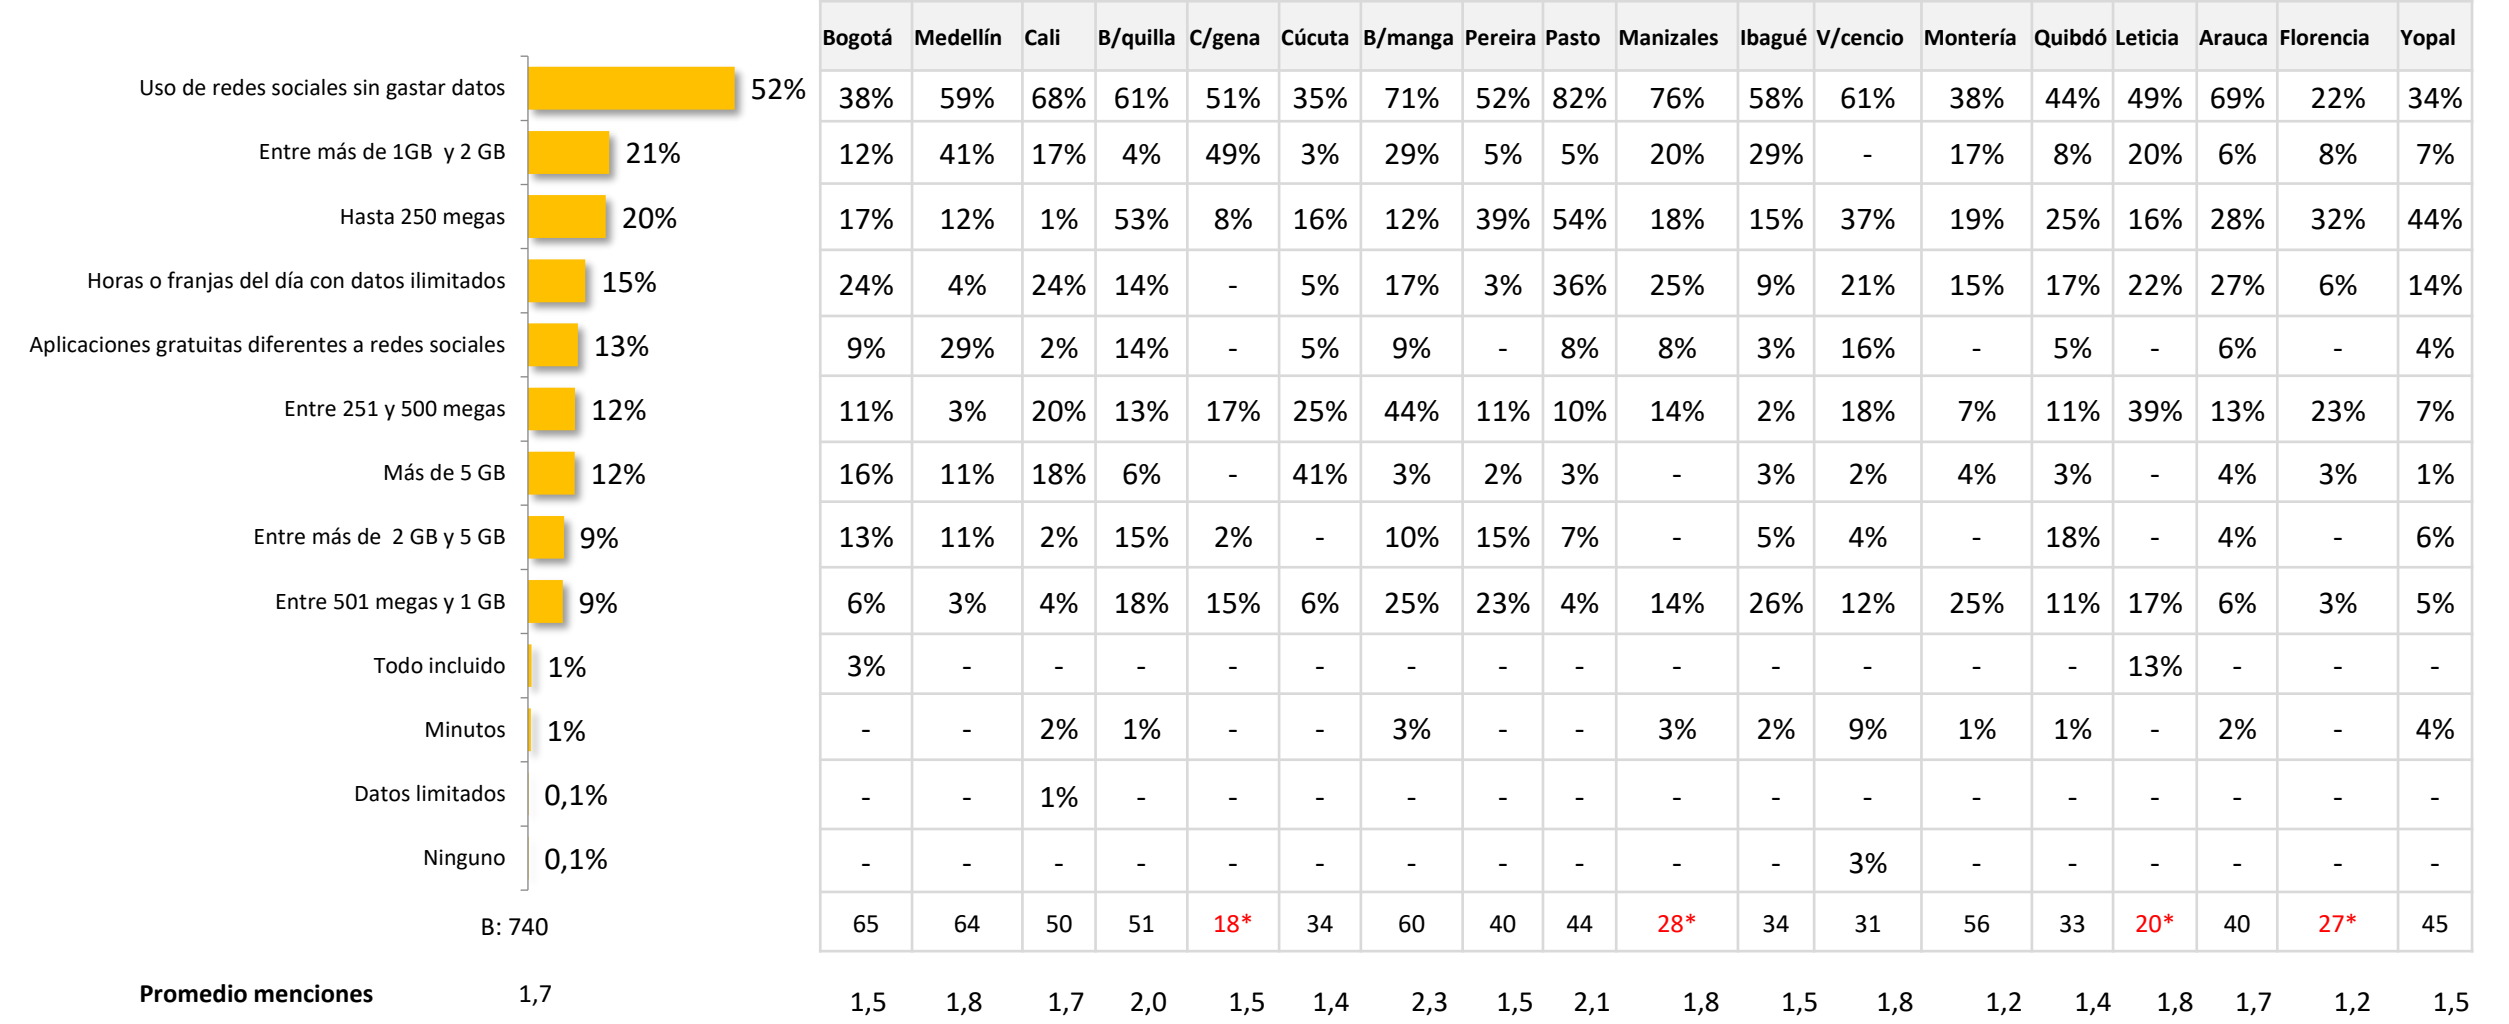 Bogotá Medellín Cali B/quilla C/gena Cúcuta B/manga Pereira Pasto Manizales Ibagué V/cencio Montería Quibdó Leticia Arauca Florencia Yopal
Uso de redes sociales sin gastar datos 52% 38% 59% 68% 61% 51% 35% 71% 52% 82% 76% 58% 61% 38% 44% 49% 69% 22% 34%
Entre más de 1GB y 2 GB 21% 12% 41% 17% 4% 49% 3% 29% 5% 5% 20% 29% - 17% 8% 20% 6% 8% 7%
Hasta 250 megas 20% 17% 12% 1% 53% 8% 16% 12% 39% 54% 18% 15% 37% 19% 25% 16% 28% 32% 44%
Horas o franjas del día con datos ilimitados 15% 24% 4% 24% 14% - 5% 17% 3% 36% 25% 9% 21% 15% 17% 22% 27% 6% 14%
Aplicaciones gratuitas diferentes a redes sociales 13% 9% 29% 2% 14% - 5% 9% - 8% 8% 3% 16% - 5% - 6% - 4%
Entre 251 y 500 megas 12% 11% 3% 20% 13% 17% 25% 44% 11% 10% 14% 2% 18% 7% 11% 39% 13% 23% 7%
Más de 5 GB 12% 16% 11% 18% 6% - 41% 3% 2% 3% - 3% 2% 4% 3% - 4% 3% 1%
Entre más de 2 GB y 5 GB 9% 13% 11% 2% 15% 2% - 10% 15% 7% - 5% 4% - 18% - 4% - 6%
Entre 501 megas y 1 GB 9% 6% 3% 4% 18% 15% 6% 25% 23% 4% 14% 26% 12% 25% 11% 17% 6% 3% 5%
Todo incluido 1% 3% - - - - - - - - - - - - - 13% - - -
Minutos 1% - - 2% 1% - - 3% - - 3% 2% 9% 1% 1% - 2% - 4%
Datos limitados 0,1% - - 1% - - - - - - - - - - - - - - -
Ninguno 0,1% - - - - - - - - - - - 3% - - - - - -
B: 740 65 64 50 51 18* 34 60 40 44 28* 34 31 56 33 20* 40 27* 45
Promedio menciones 1,7 1,5 1,8 1,7 2,0 1,5 1,4 2,3 1,5 2,1 1,8 1,5 1,8 1,2 1,4 1,8 1,7 1,2 1,5